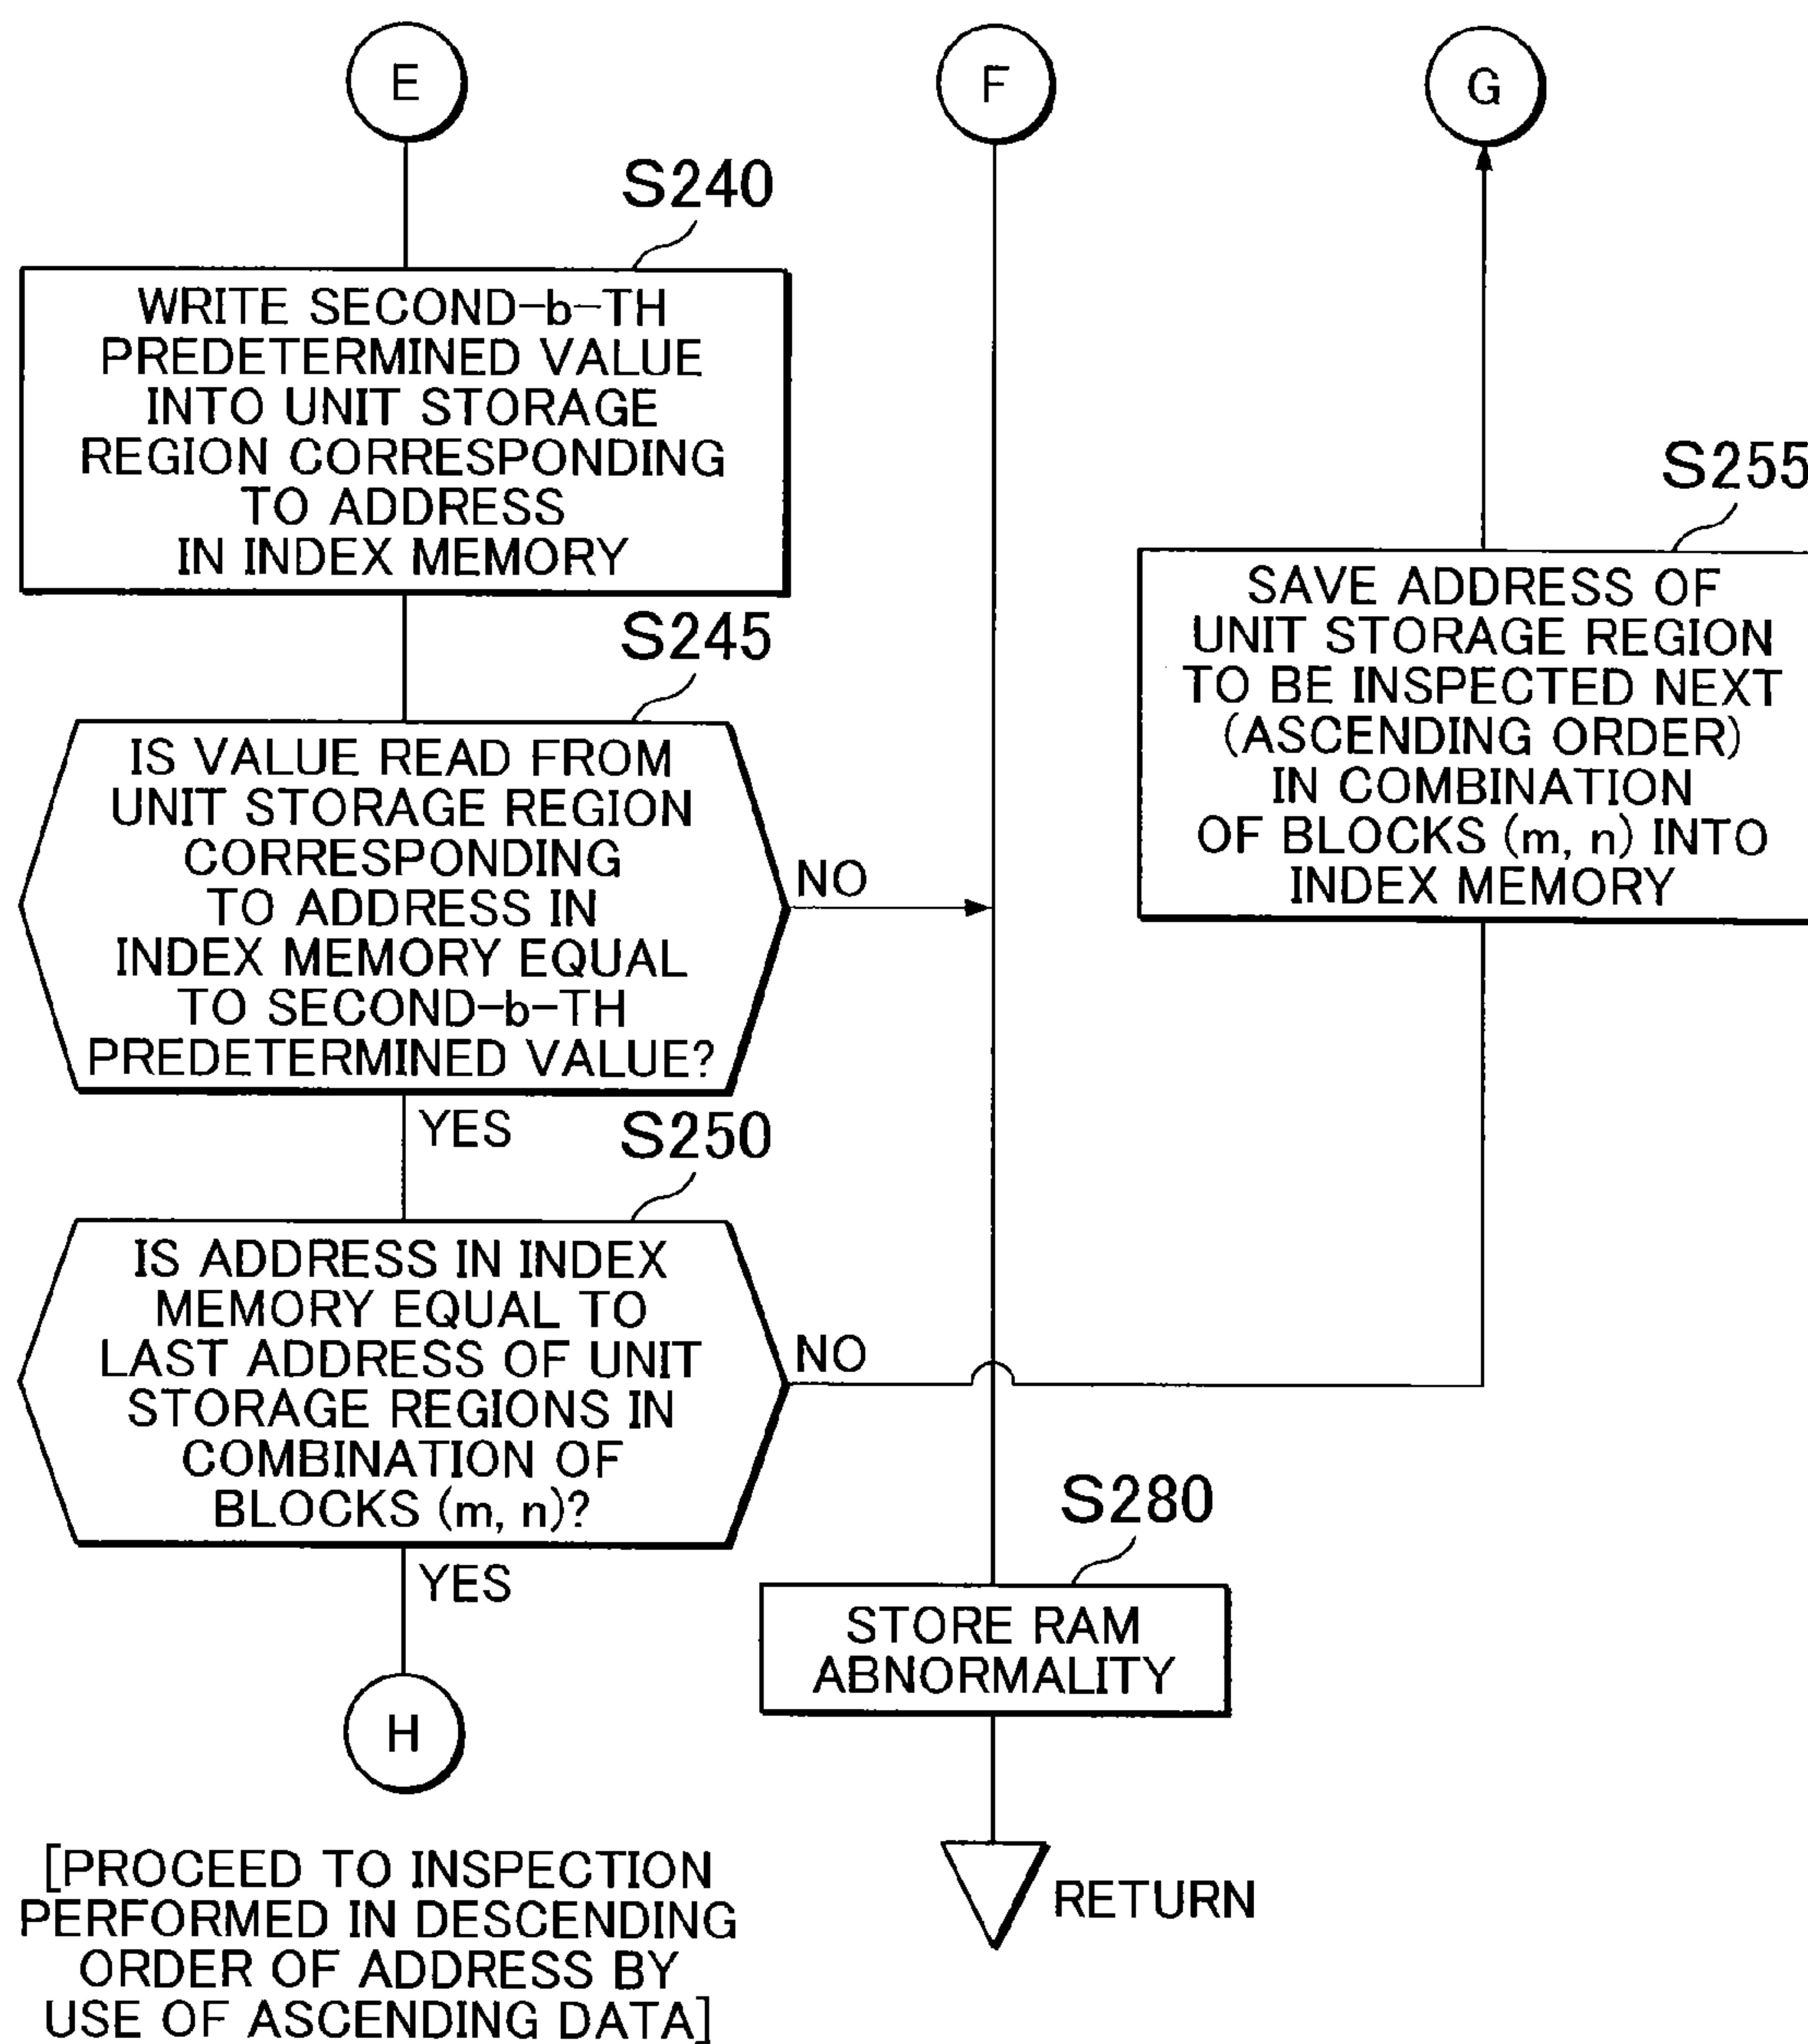 E
F
G
S240
WRITE SECOND-b-TH
PREDETERMINED VALUE
INTO UNIT STORAGE
REGION CORRESPONDING
TO ADDRESS
IN INDEX MEMORY
S255
SAVE ADDRESS OF
UNIT STORAGE REGION
TO BE INSPECTED NEXT
(ASCENDING ORDER)
IN COMBINATION
OF BLOCKS (m, n) INTO
INDEX MEMORY
S245
IS VALUE READ FROM
UNIT STORAGE REGION
CORRESPONDING
TO ADDRESS IN
INDEX MEMORY EQUAL
TO SECOND-b-TH
PREDETERMINED VALUE?
NO
YES
S250
IS ADDRESS IN INDEX
MEMORY EQUAL TO
LAST ADDRESS OF UNIT
STORAGE REGIONS IN
COMBINATION OF
BLOCKS (m, n)?
NO
YES
S280
STORE RAM
ABNORMALITY
H
RETURN
[PROCEED TO INSPECTION
PERFORMED IN DESCENDING
ORDER OF ADDRESS BY
USE OF ASCENDING DATA]